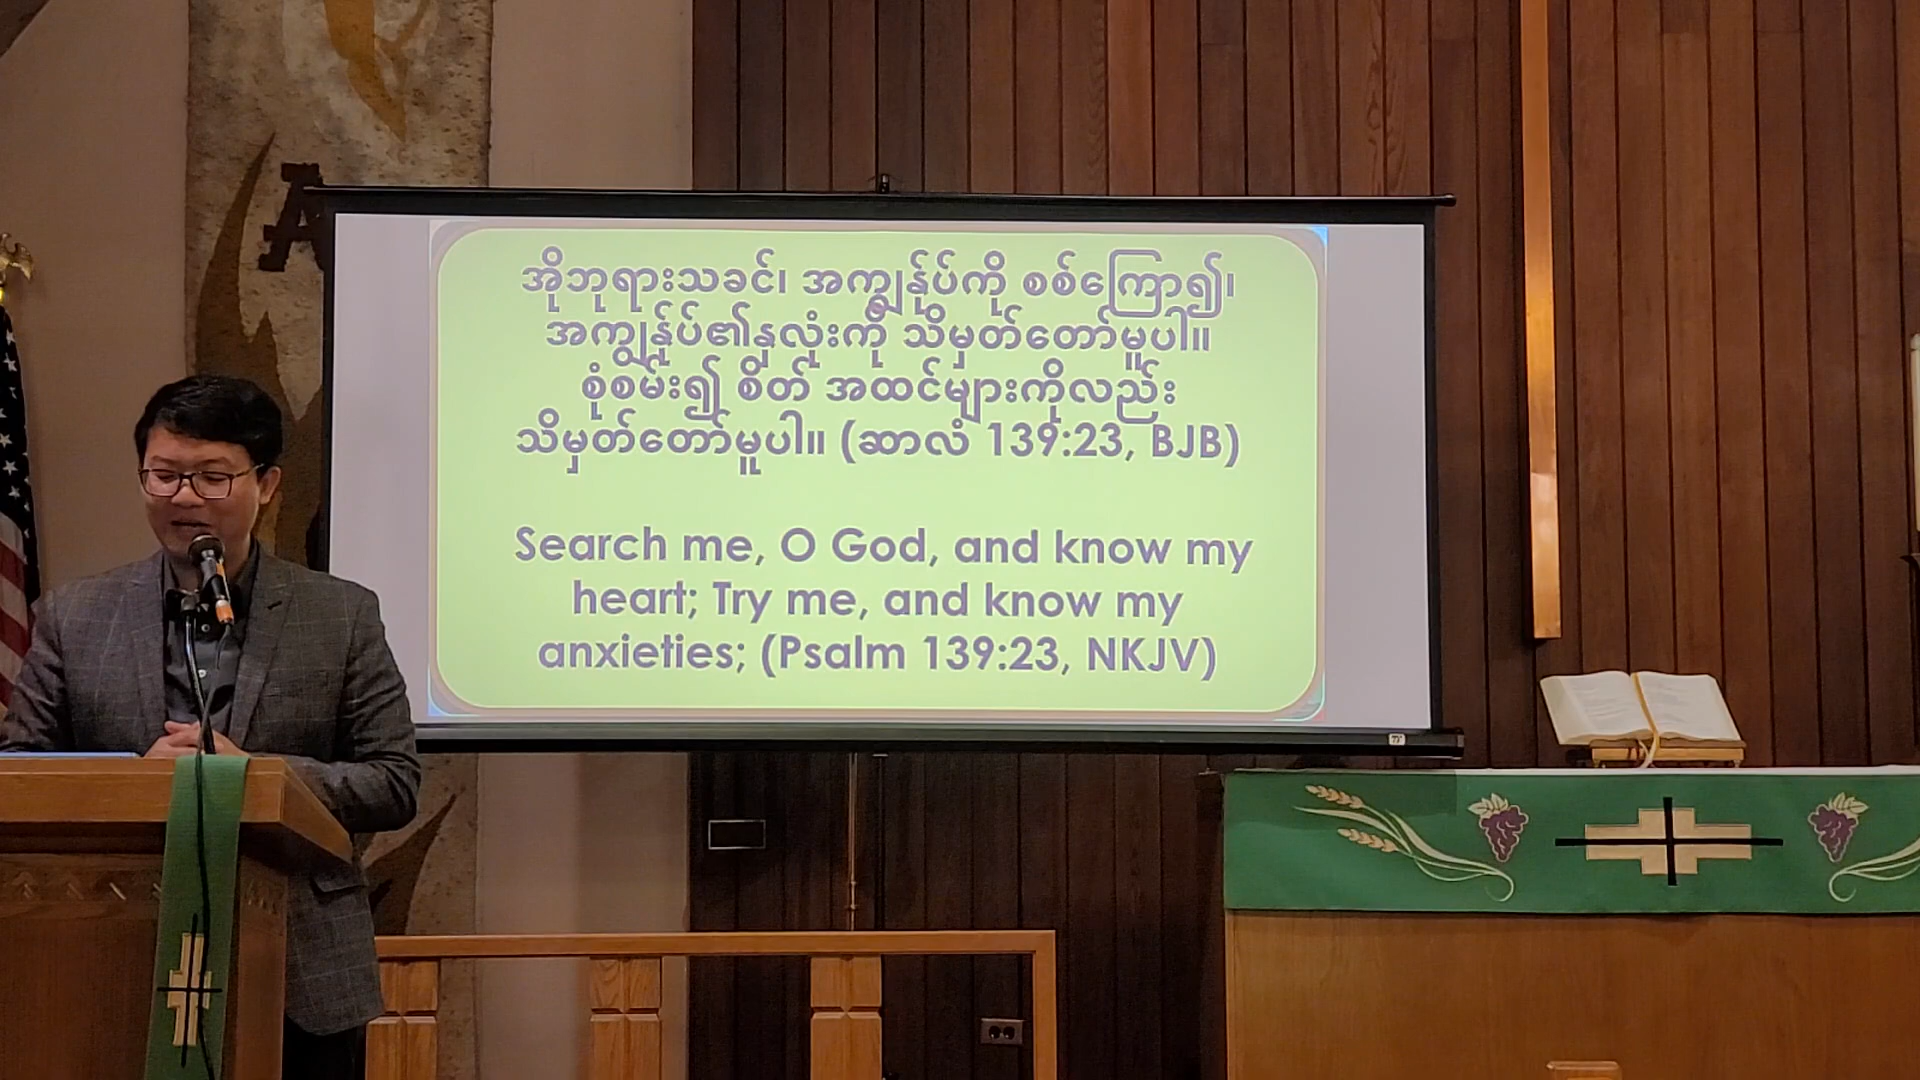 အိုဘုရားသခင်၊ အကျွန်ုပ်ကို စစ်ကြော၍၊
အကျွန်ုပ်၏နှလုံးကို သိမှတ်တော်မူပါ။
စုံစမ်း၍ စိတ် အထင်များကိုလည်း
သိမှတ်တော်မူပါ။ (ဆာလံ 139:23, BJB)
Search me, O God, and know my
heart; Try me, and know my
anxieties; (Psalm 139:23, NKJV)